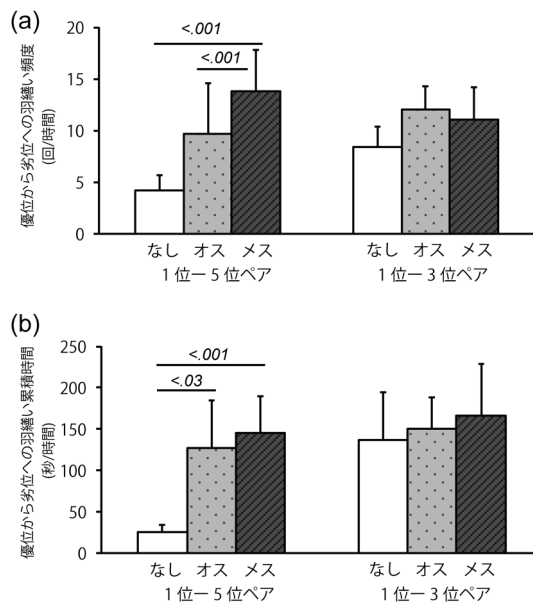 (a)
優位から劣位への羽繕い頻度
(回/時間)
20
15
10
5
0
<.001
<.001
なし オス メス なし オス メス
1位ー5位ペア 1位ー3位ペア
(b)
優位から劣位への羽繕い累積時間
(秒/時間)
250
200
150
100
50
0
<.001
<.03
なし オス メス なし オス メス
1位ー5位ペア 1位ー3位ペア